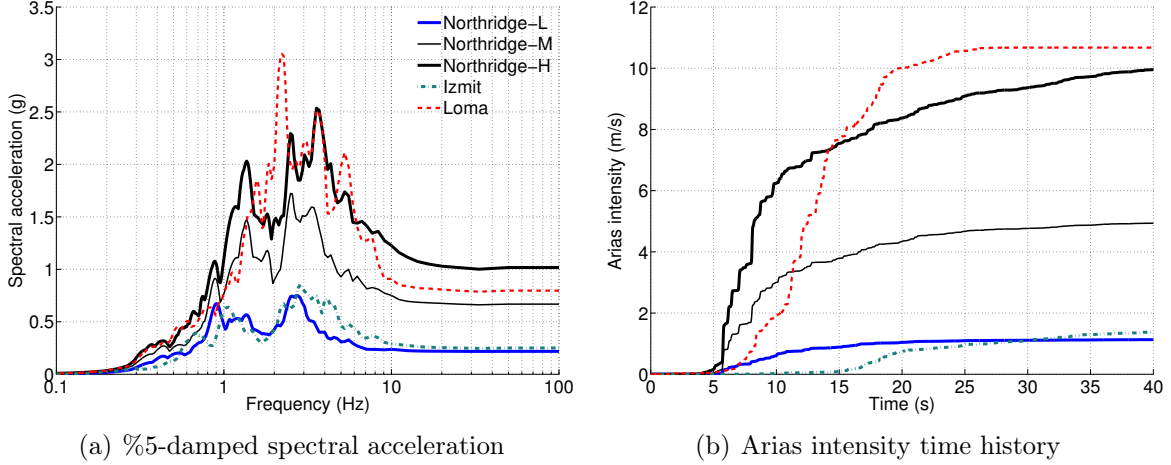 3.5
3
2.5
2
1.5
1
0.5
0
0.1
1
10
100
Spectral acceleration (g)
Frequency (Hz)
Northridge−L
Northridge−M
Northridge−H
Izmit
Loma
(a) %5-damped spectral acceleration
12
10
8
6
4
2
0
0
5
10
15
20
25
30
35
40
Arias intensity (m/s)
Time (s)
(b) Arias intensity time history